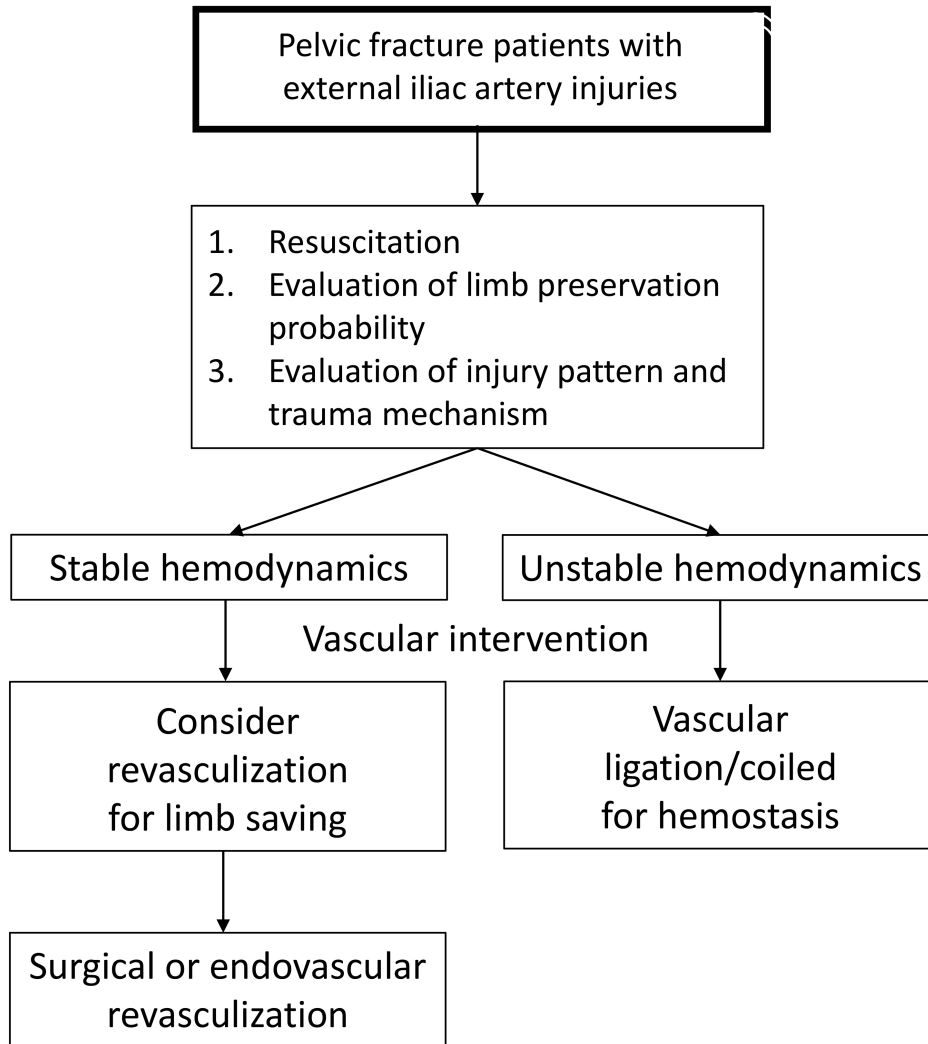 Pelvic fracture patients with
external iliac artery injuries
1. Resuscitation
2. Evaluation of limb preservation
probability
3. Evaluation of injury pattern and
trauma mechanism
Stable hemodynamics
Unstable hemodynamics
Vascular intervention
Consider
revasculization
for limb saving
Vascular
ligation/coiled
for hemostasis
Surgical or endovascular
revasculization